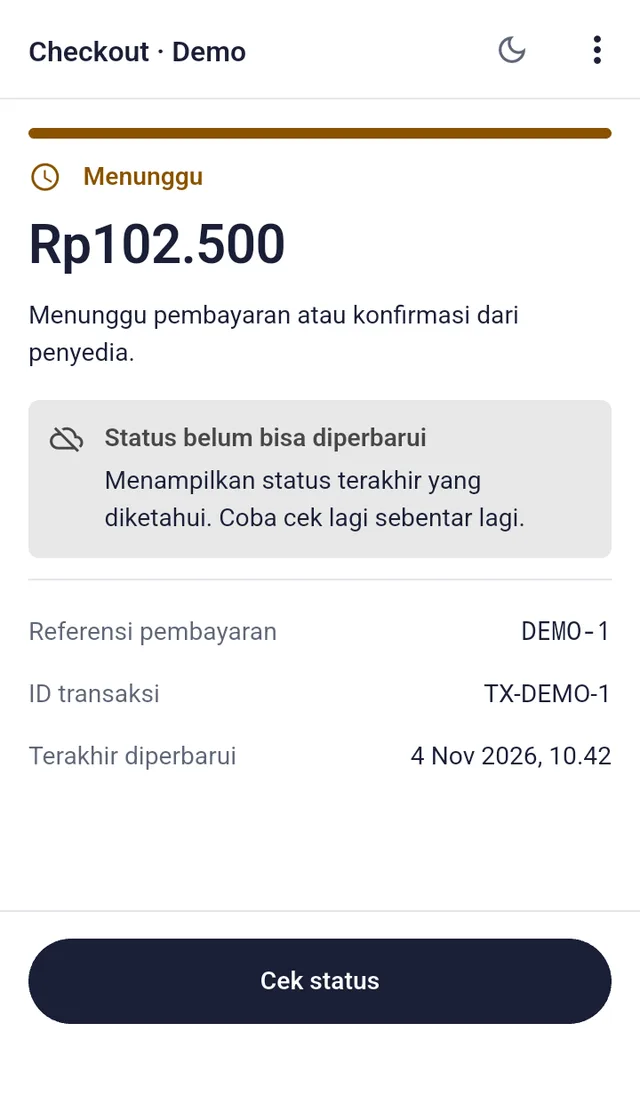 Checkout · Demo
Menunggu
Rp102.500
Menunggu pembayaran atau konfirmasi dari
penyedia.
Status belum bisa diperbarui
Menampilkan status terakhir yang
diketahui. Coba cek lagi sebentar lagi.
Referensi pembayaran DEMO-1
ID transaksi TX-DEMO-1
Terakhir diperbarui 4 Nov 2026, 10.42
Cek status